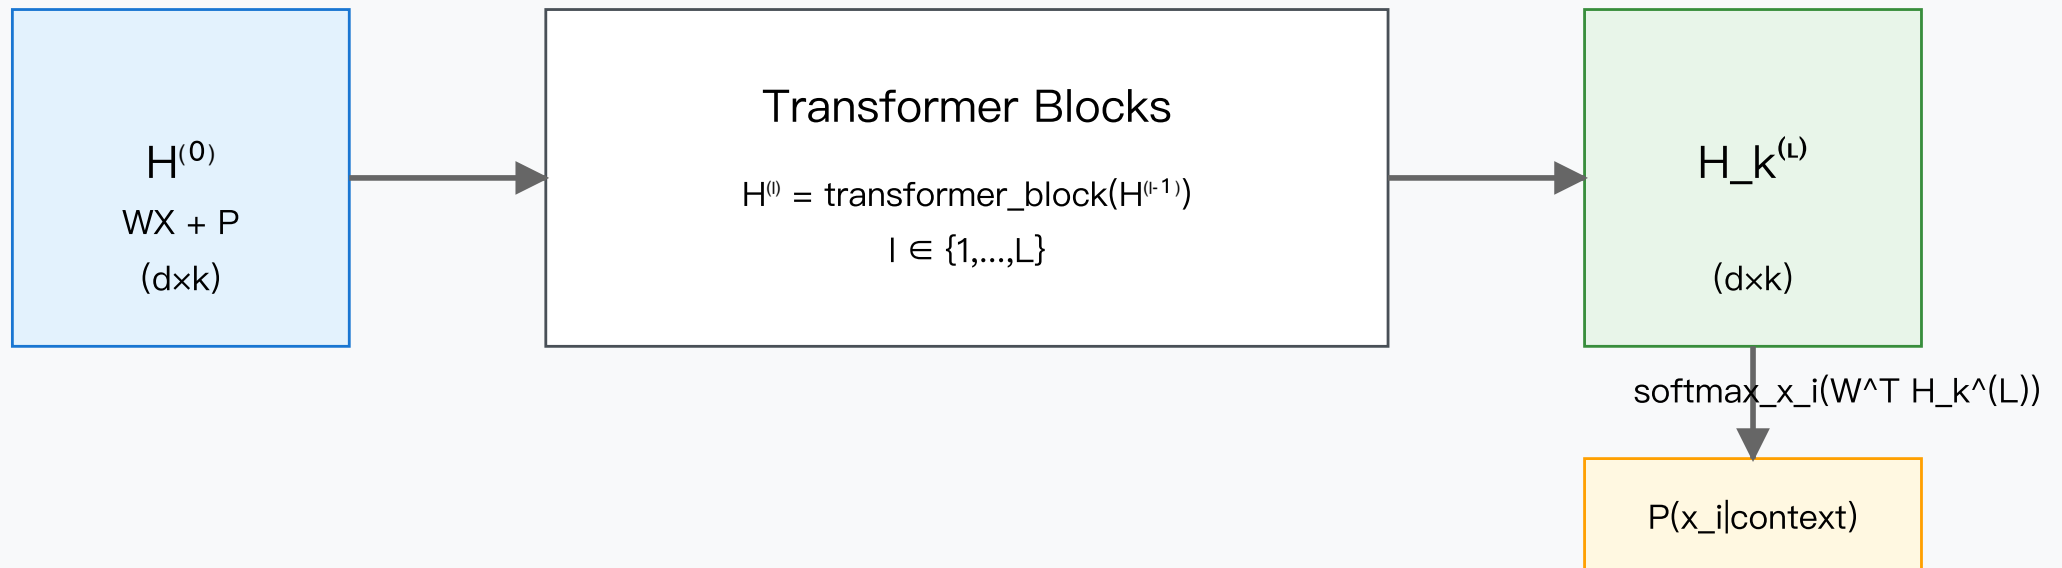 H⁽⁰⁾
WX + P
(d×k)
Transformer Blocks
H⁽ˡ⁾ = transformer_block(H⁽ˡ⁻¹⁾)
l ∈ {1,...,L}
H_k⁽ᴸ⁾
(d×k)
softmax_x_i(W^T H_k^(L))
P(x_i|context)